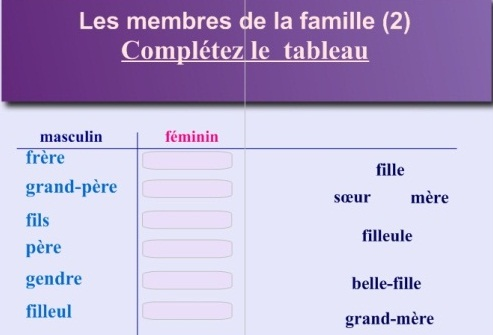 Les membres de la famille (2)
Complétez le tableau
masculin féminin
frère
grand-père
fils
père
gendre
filleul
fille
sœur mère
filleule
belle-fille
grand-mère